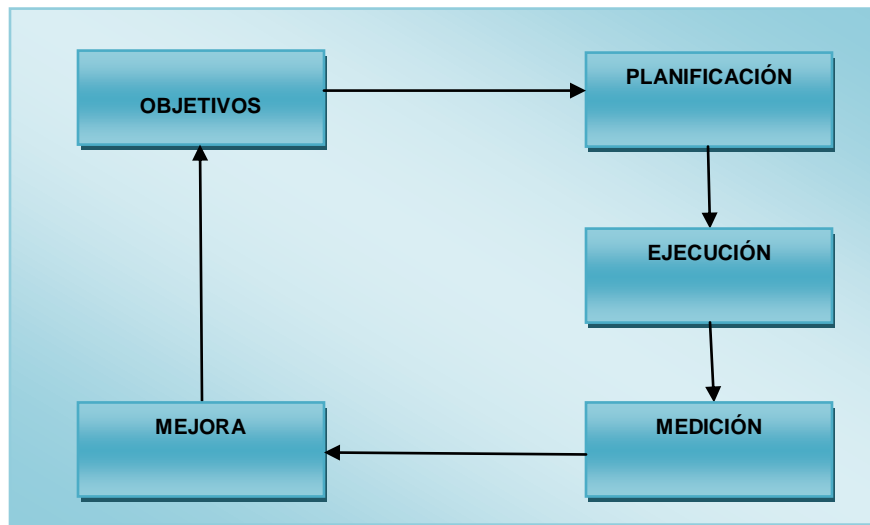 OBJETIVOS
PLANIFICACIÓN
EJECUCIÓN
MEDICIÓN
MEJORA